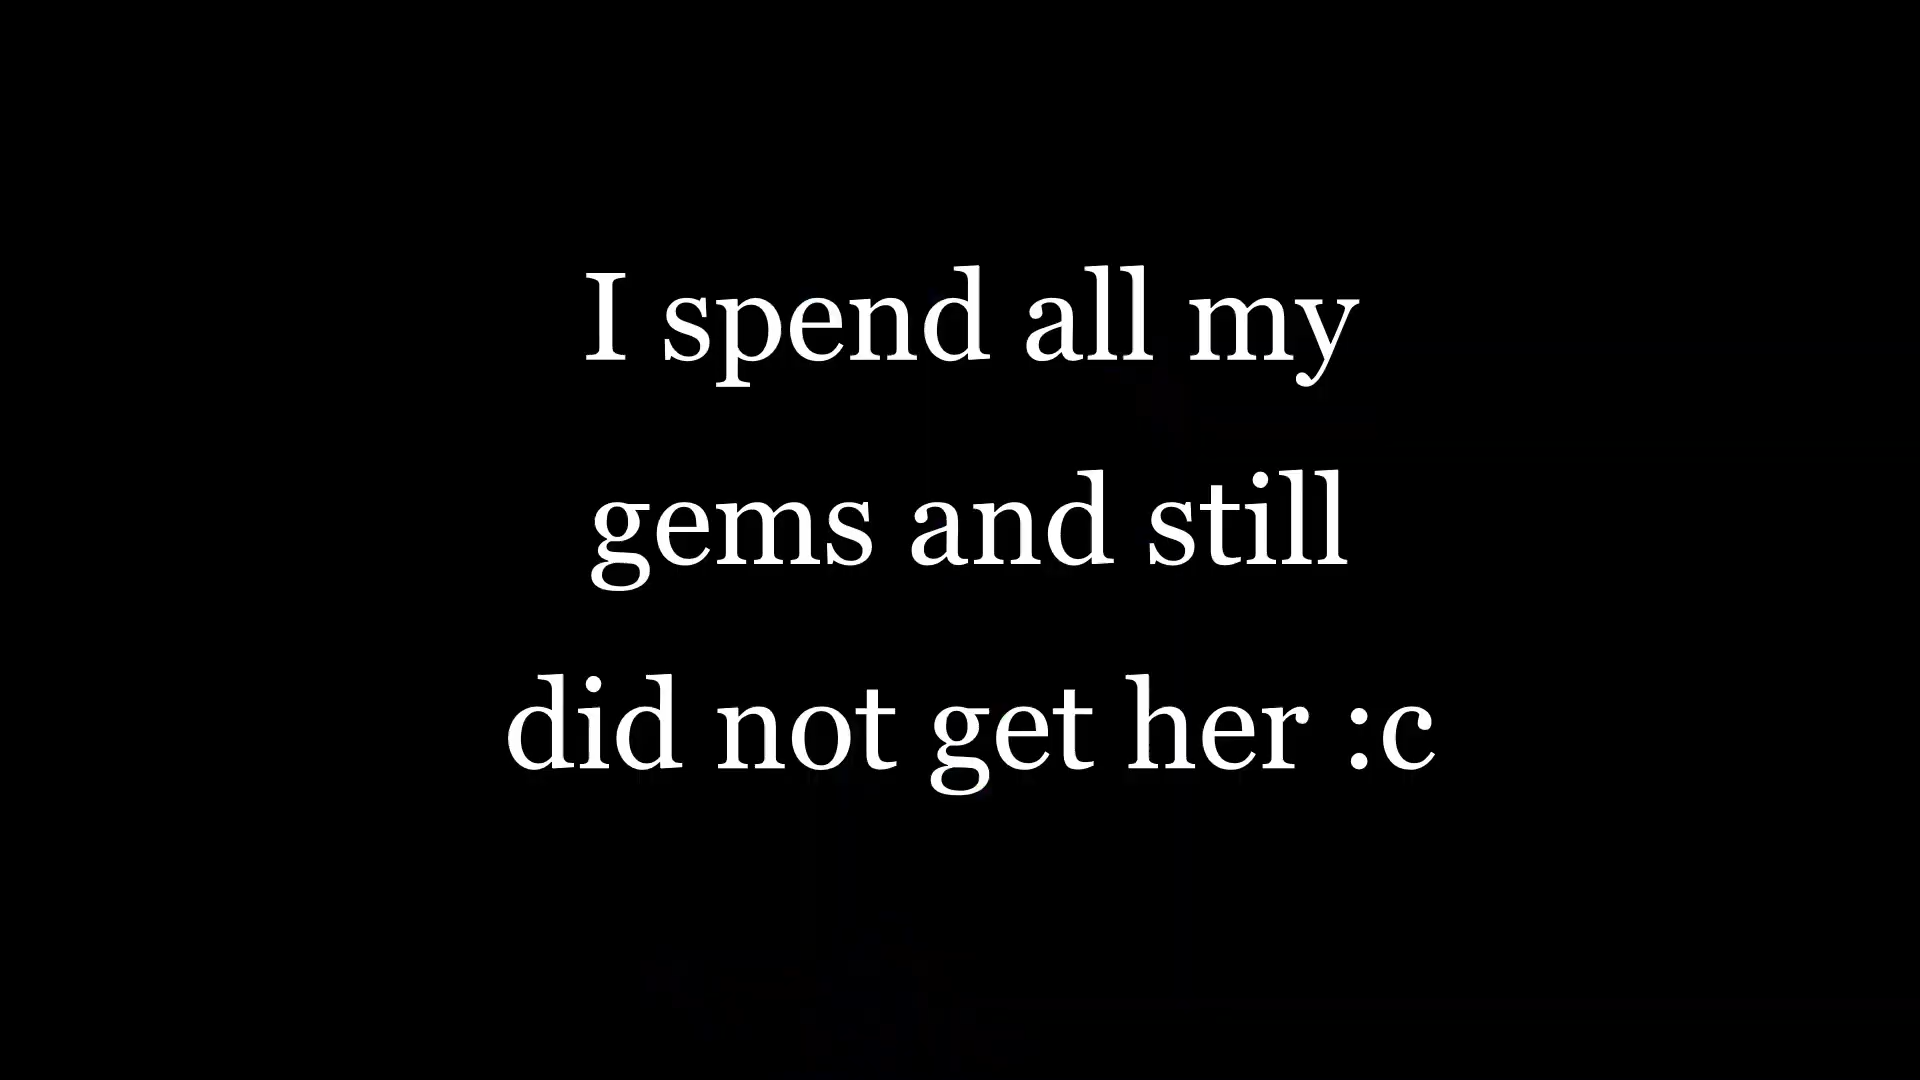 I spend all my
gems and still
did not get her :c